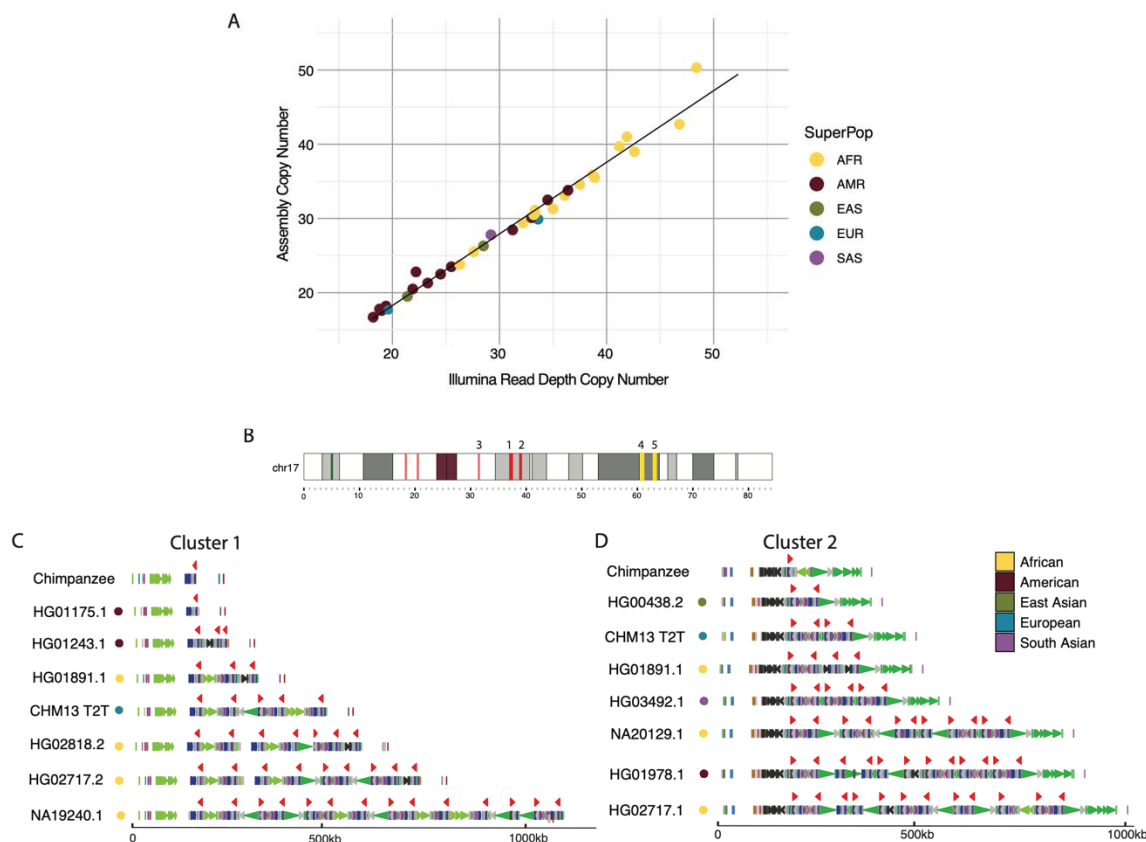 A
Assembly Copy Number
50
40
30
20
20 30 40 50
Illumina Read Depth Copy Number
SuperPop
AFR
AMR
EAS
EUR
SAS
B
3 1 2 4 5
chr17
0 10 20 30 40 50 60 70 80
C
Cluster 1
Chimpanzee
HG01175.1
HG01243.1
HG01891.1
CHM13 T2T
HG02818.2
HG02717.2
NA19240.1
0 500kb 1000kb
D
Cluster 2
Chimpanzee
HG00438.2
CHM13 T2T
HG01891.1
HG03492.1
NA20129.1
HG01978.1
HG02717.1
0 500kb 1000kb
African
American
East Asian
European
South Asian